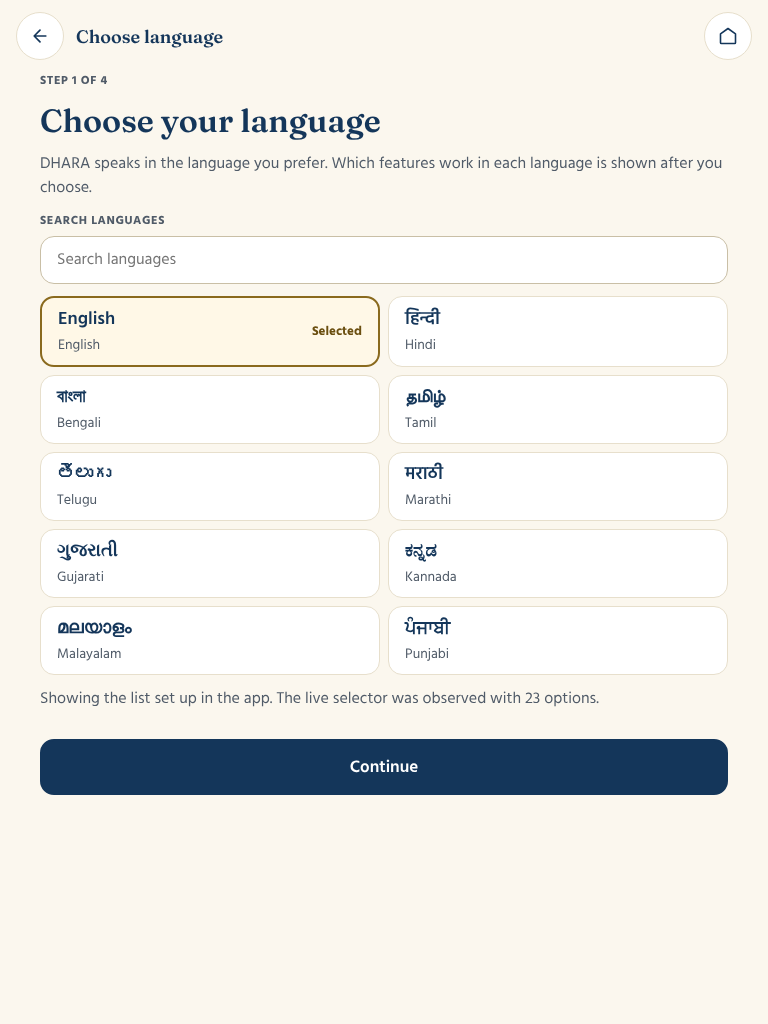 Choose language
STEP 1 OF 4
Choose your language
DHARA speaks in the language you prefer. Which features work in each language is shown after you
choose.
SEARCH LANGUAGES
Search languages
English
English
Selected
हिन्दी
Hindi
বাংলা
Bengali
தமிழ்
Tamil
తెలుగు
Telugu
मराठी
Marathi
ગુજરાતી
Gujarati
ಕನ್ನಡ
Kannada
മലയാളം
Malayalam
ਪੰਜਾਬੀ
Punjabi
Showing the list set up in the app. The live selector was observed with 23 options.
Continue